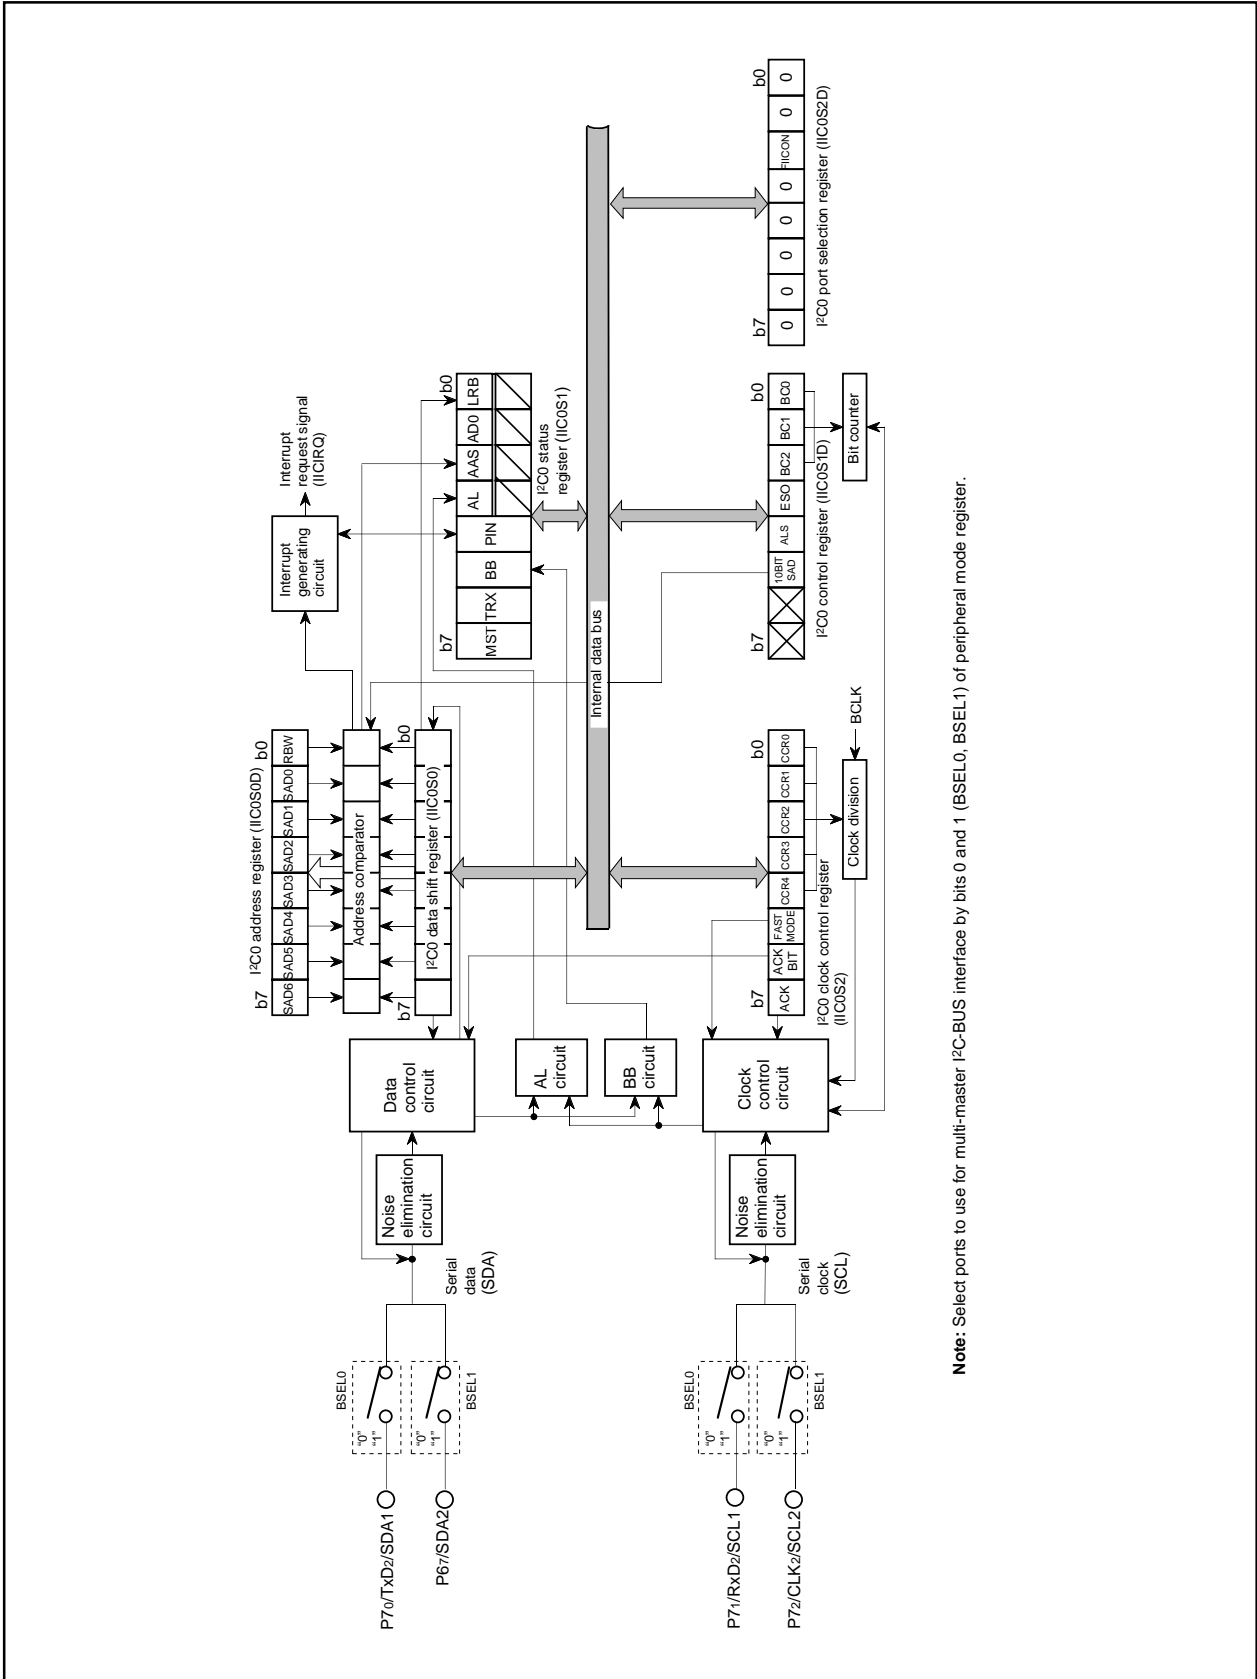 I²C0 address register (IIC0S0D)
b7
b0
SAD6 SAD5 SAD4 SAD3 SAD2 SAD1 SAD0 RBW
Address comparator
b7
b0
I²C0 data shift register (IIC0S0)
Interrupt
generating
circuit
Interrupt
request signal
(IICIRQ)
b7
b0
MST TRX BB PIN AL AAS AD0 LRB
I²C0 status
register (IIC0S1)
Data
control
circuit
Noise
elimination
circuit
Serial
data
(SDA)
BSEL0
“0”
“1”
P70/TxD2/SDA1
“0”
“1”
BSEL1
P67/SDA2
AL
circuit
BB
circuit
Internal data bus
Clock
control
circuit
Noise
elimination
circuit
Serial
clock
(SCL)
BSEL0
“0”
“1”
P71/RxD2/SCL1
“0”
“1”
BSEL1
P72/CLK2/SCL2
b7
b0
ACK
ACK
BIT
FAST
MODE
CCR4 CCR3 CCR2 CCR1 CCR0
I²C0 clock control register
(IIC0S2)
Clock division
BCLK
b7
b0
10BIT
SAD
ALS ESO BC2 BC1 BC0
I²C0 control register (IIC0S1D)
Bit counter
b7
b0
0 0 0 0 0 FIICON 0 0
I²C0 port selection register (IIC0S2D)
Note: Select ports to use for multi-master I²C-BUS interface by bits 0 and 1 (BSEL0, BSEL1) of peripheral mode register.